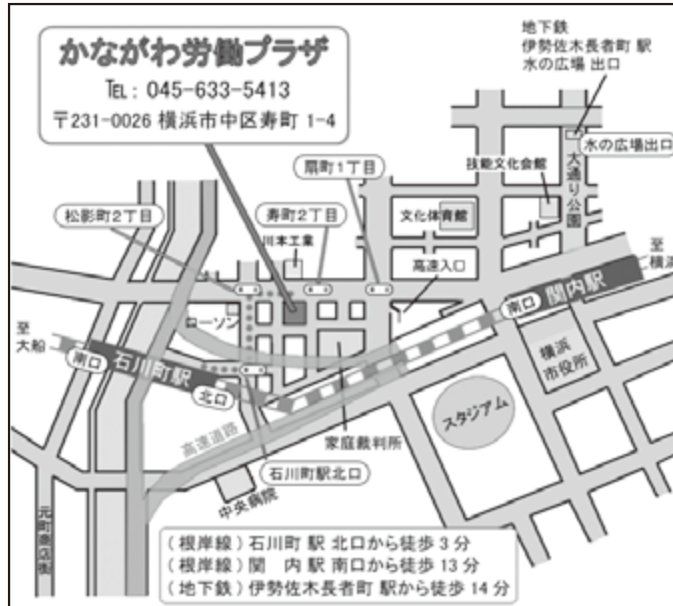 かながわ労働プラザ
TEL: 045-633-5413
〒231-0026 横浜市中区寿町 1-4
地下鉄
伊勢佐木長者町 駅
水の広場 出口
水の広場出口
扇町1丁目
技能文化会館
大通り公園
松影町2丁目
寿町2丁目
文化体育館
川本工業
高速入口
至
横浜
関内駅
南口
ローソン
至
大船
南口
石川町駅
北口
横浜
市役所
スタジアム
高速道路
家庭裁判所
石川町駅北口
中央病院
元町商店街
(根岸線) 石川町 駅 北口から徒歩 3 分
(根岸線) 関 内 駅 南口から徒歩 13 分
(地下鉄) 伊勢佐木長者町 駅から徒歩 14 分